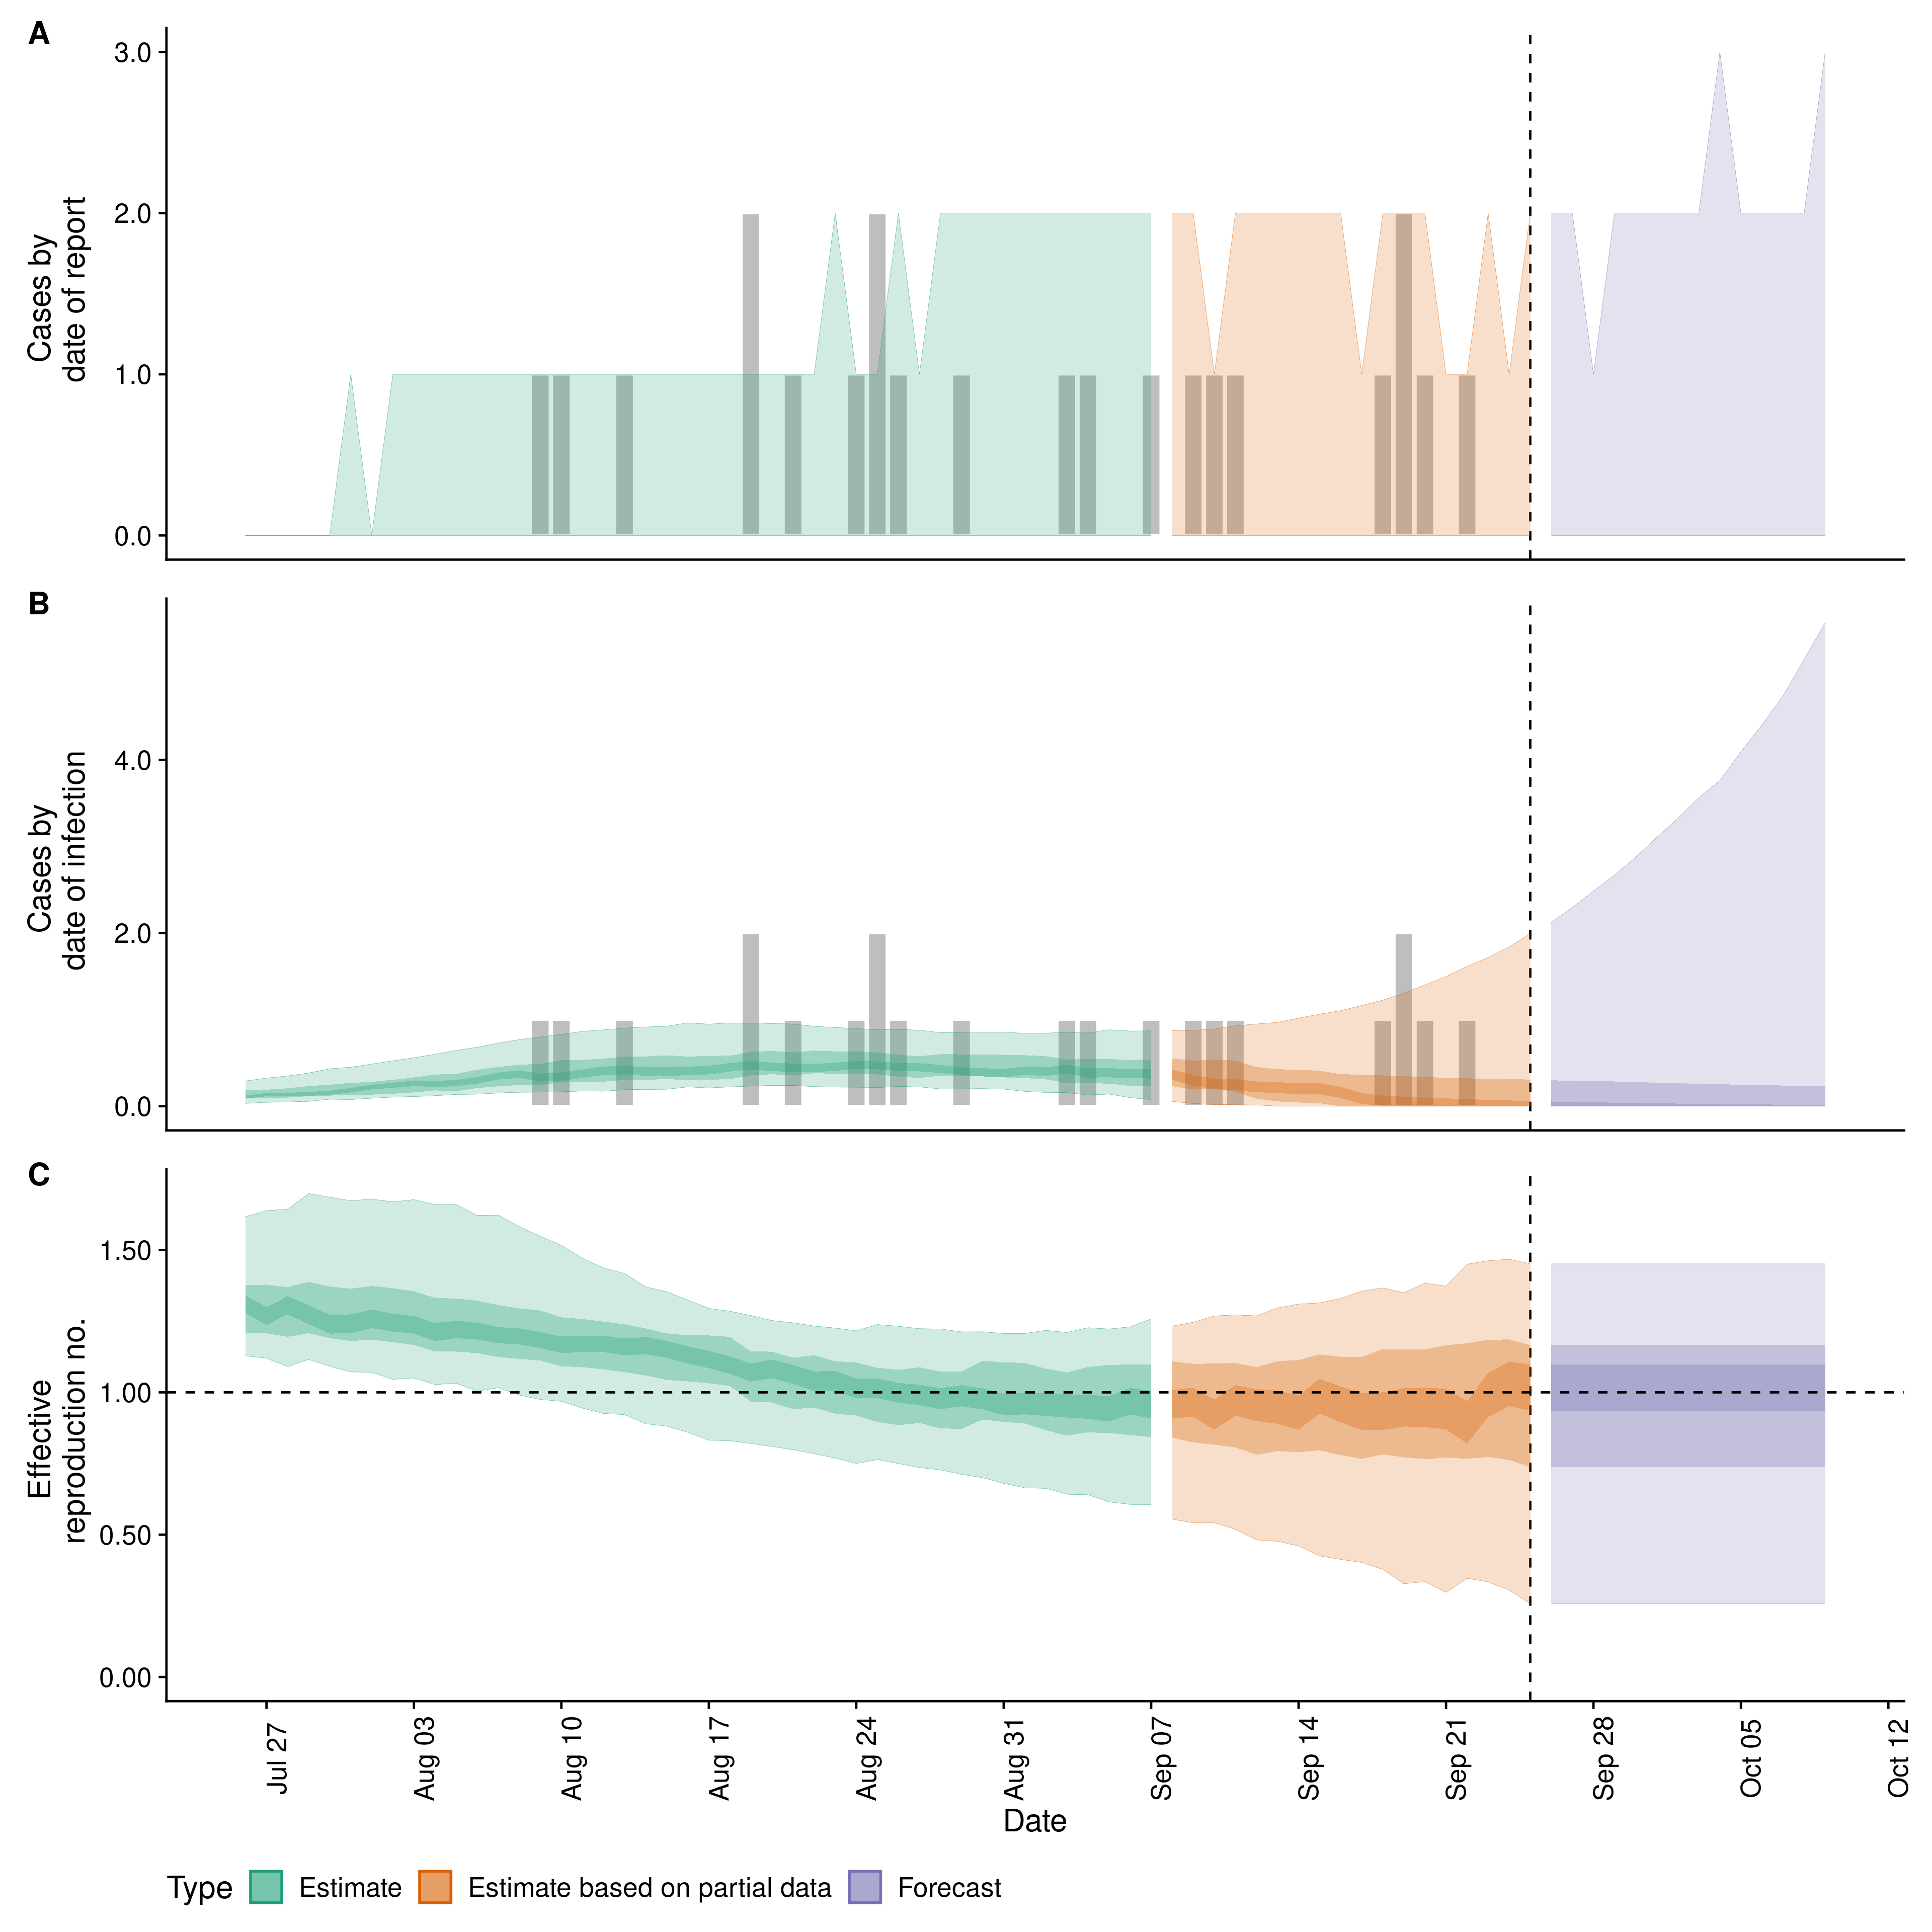 A
Cases by
date of report
3.0
2.0
1.0
0.0
B
Cases by
date of infection
4.0
2.0
0.0
C
Effective
reproduction no.
1.50
1.00
0.50
0.00
Jul 27
Aug 03
Aug 10
Aug 17
Aug 24
Aug 31
Sep 07
Sep 14
Sep 21
Sep 28
Oct 05
Oct 12
Date
Type Estimate Estimate based on partial data Forecast